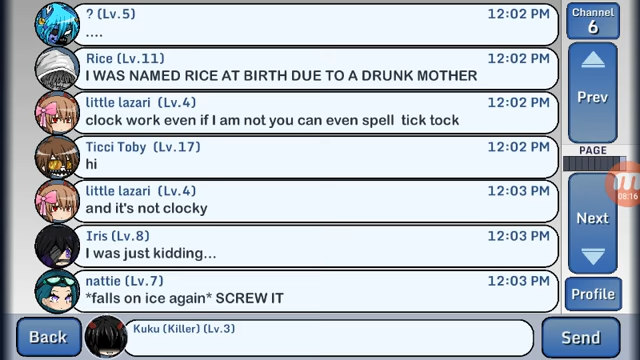 ? (Lv.5) 12:02 PM
....
Rice (Lv.11) 12:02 PM
I WAS NAMED RICE AT BIRTH DUE TO A DRUNK MOTHER
little lazari (Lv.4) 12:02 PM
clock work even if I am not you can even spell tick tock
Ticci Toby (Lv.17) 12:02 PM
hi
little lazari (Lv.4) 12:03 PM
and it's not clocky
Iris (Lv.8) 12:03 PM
I was just kidding...
nattie (Lv.7) 12:03 PM
*falls on ice again* SCREW IT
Back
Kuku (Killer) (Lv.3)
Send
Channel
6
Prev
PAGE
08:16
Next
Profile